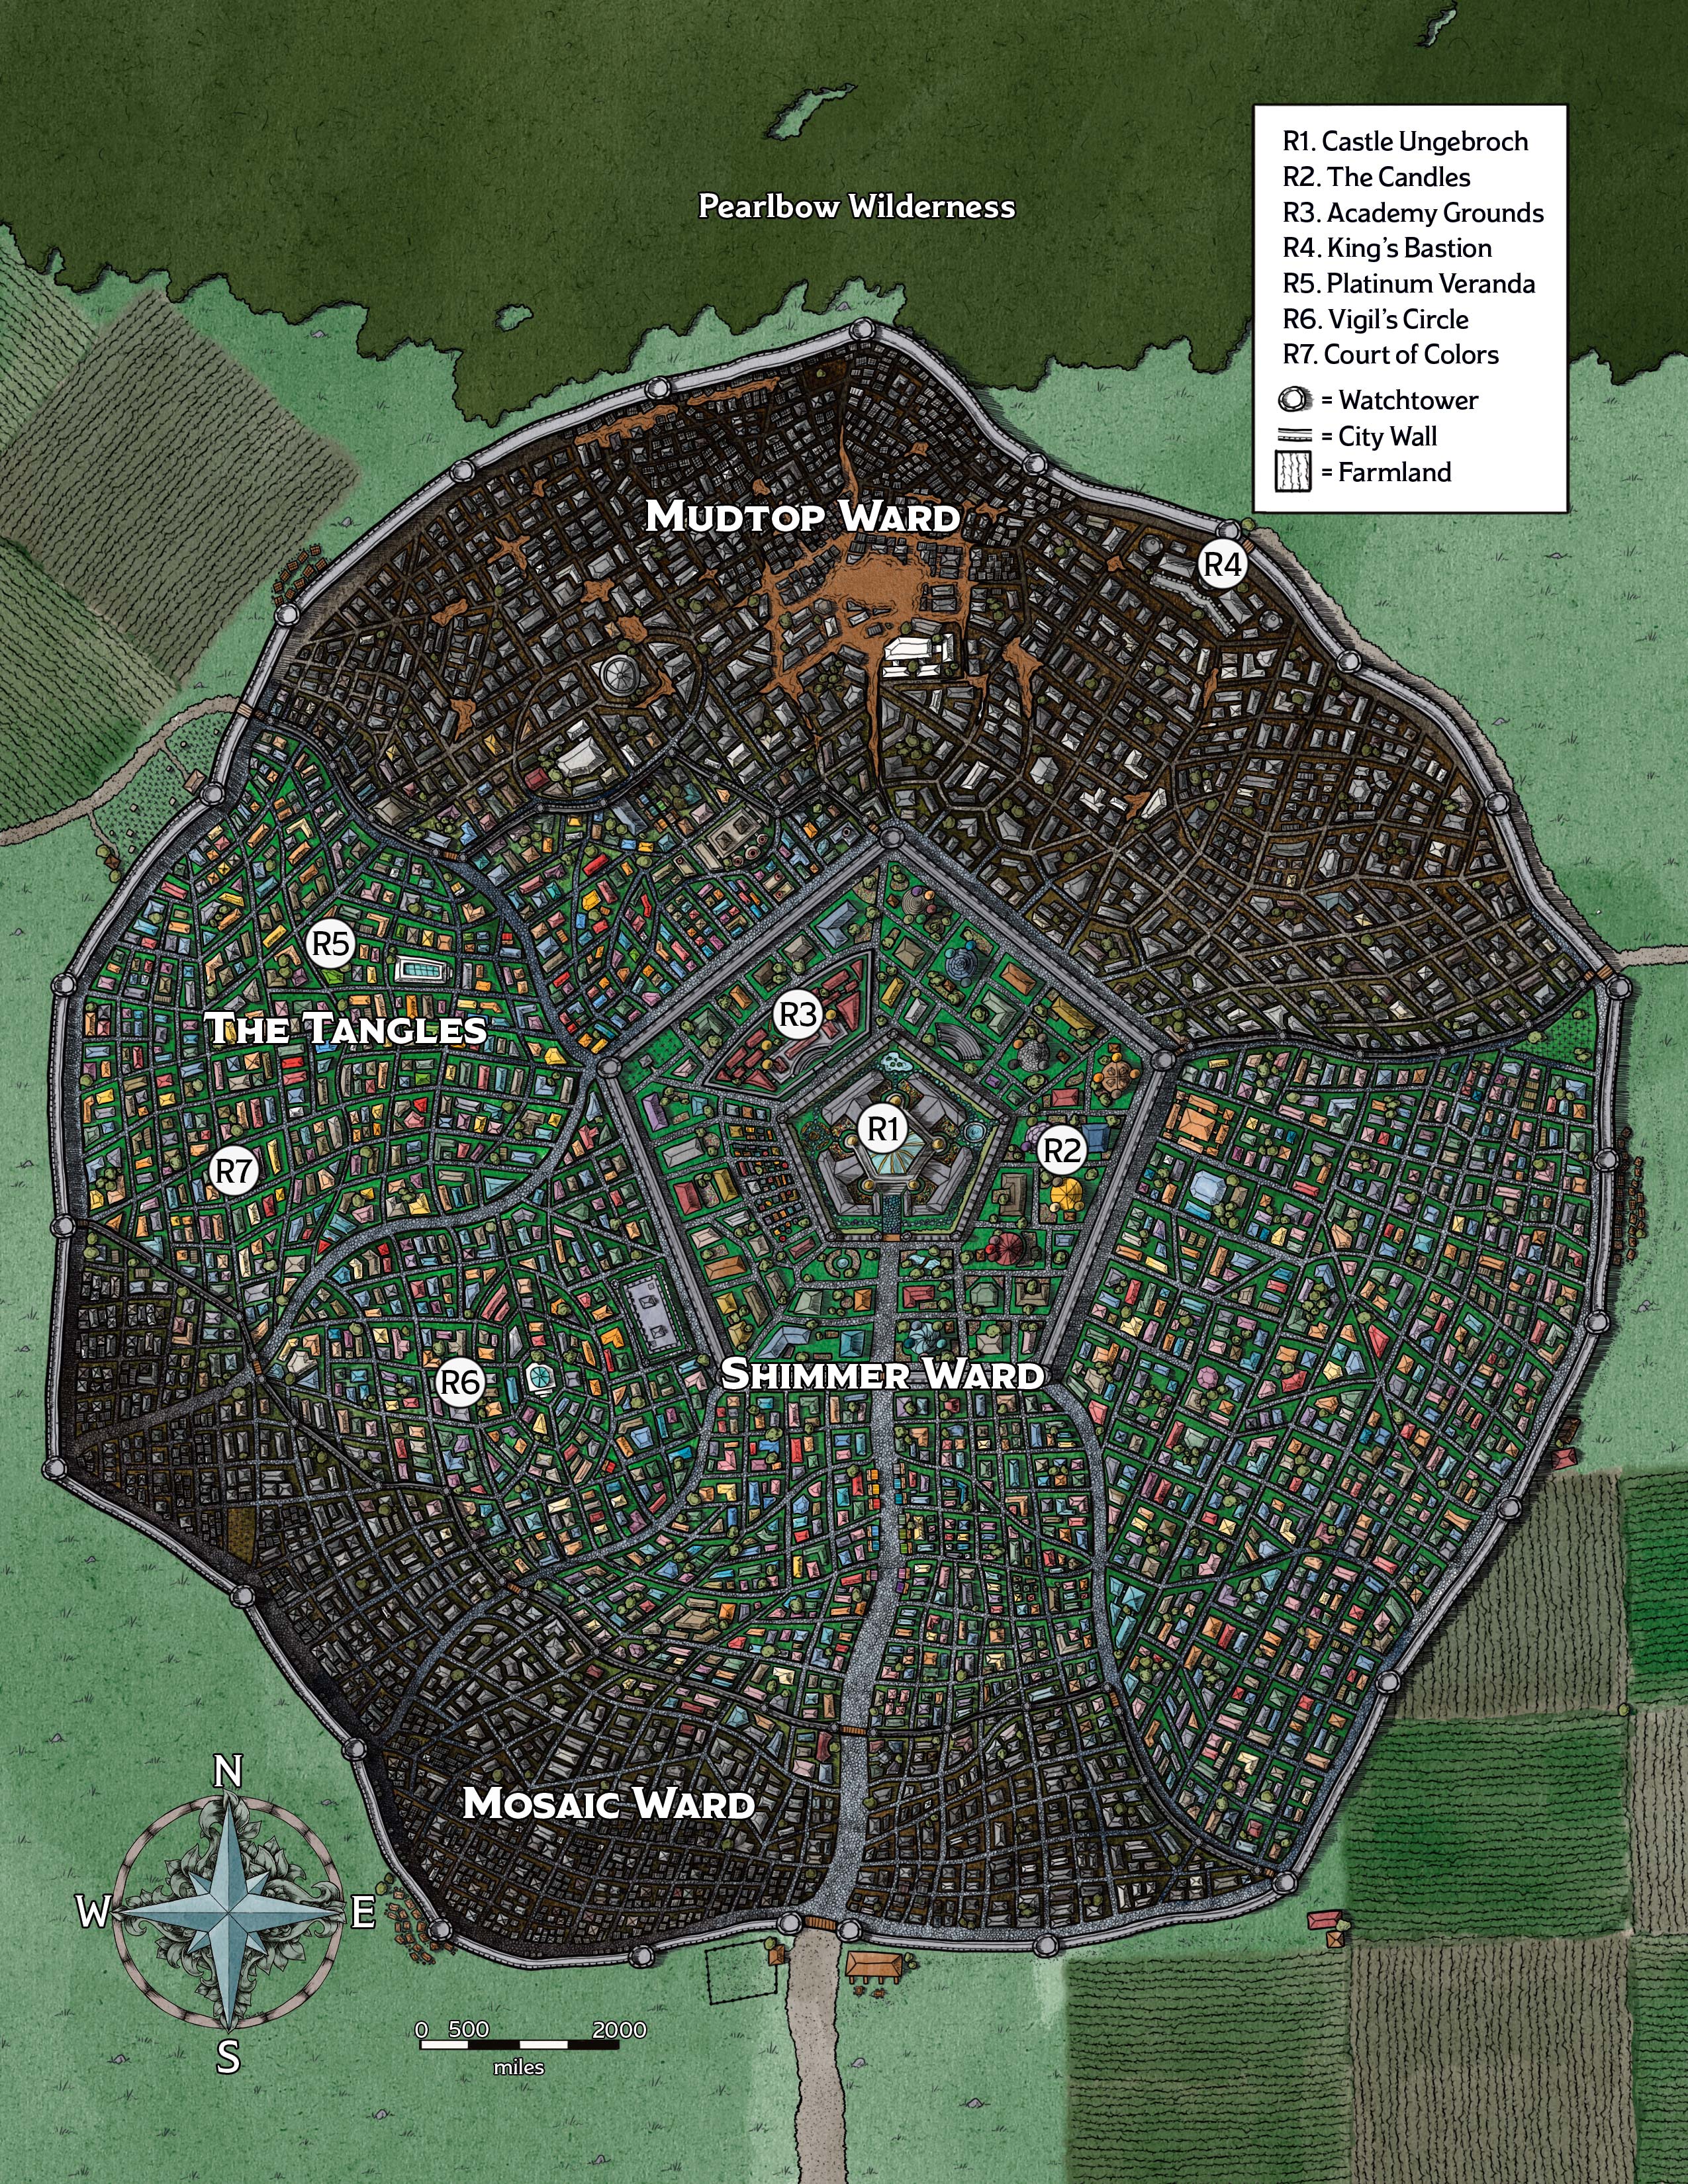 Pearlbow Wilderness
R1. Castle Ungebroch
R2. The Candles
R3. Academy Grounds
R4. King's Bastion
R5. Platinum Veranda
R6. Vigil's Circle
R7. Court of Colors
= Watchtower
= City Wall
= Farmland
Mudtop Ward
R4
R5
R3
The Tangles
R1
R2
R7
Shimmer Ward
R6
Mosaic Ward
N
W E
S
0 500 2000
miles